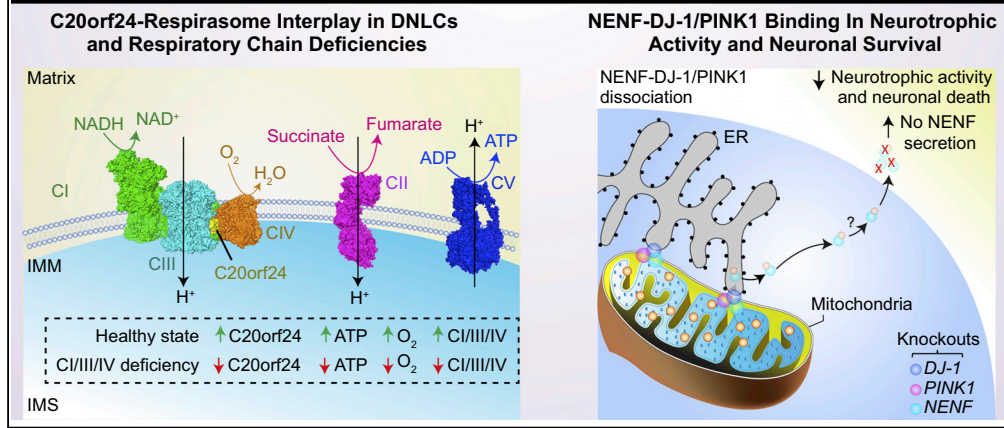 C20orf24-Respirasome Interplay in DNLCs
and Respiratory Chain Deficiencies
Matrix
NADH
NAD⁺
CI
O₂
H₂O
CIV
CIII
C20orf24
H⁺
Succinate
Fumarate
CII
H⁺
H⁺
ADP
ATP
CV
IMM
Healthy state ↑ C20orf24 ↑ ATP ↑ O₂ ↑ CI/III/IV
CI/III/IV deficiency ↓ C20orf24 ↓ ATP ↓ O₂ ↓ CI/III/IV
IMS
NENF-DJ-1/PINK1 Binding In Neurotrophic
Activity and Neuronal Survival
NENF-DJ-1/PINK1
dissociation
↓ Neurotrophic activity
and neuronal death
No NENF
secretion
X
X X
ER
?
Mitochondria
Knockouts
DJ-1
PINK1
NENF